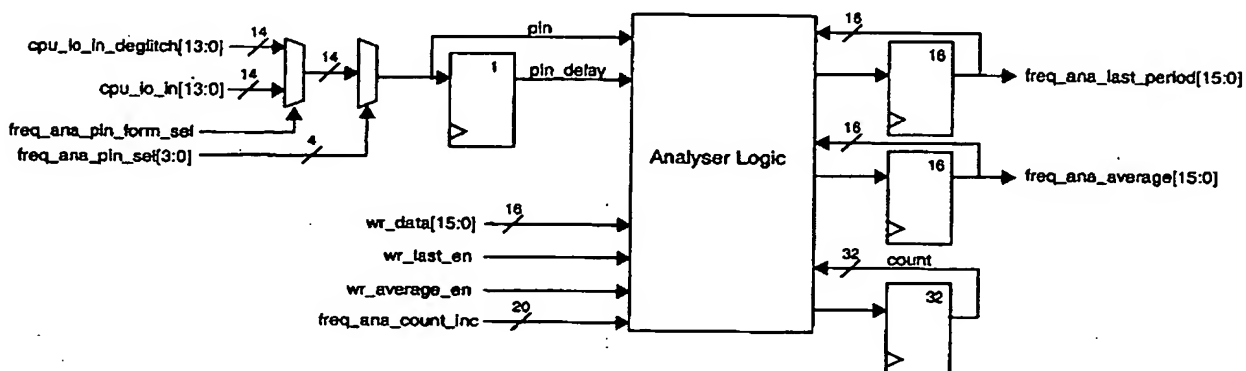 cpu_io_in_deglitch[13:0]
14
cpu_io_in[13:0]
14
14
freq_ana_pin_form_sel
freq_ana_pin_sel[3:0]
4
1
pin
pin_delay
Analyser Logic
wr_data[15:0]
16
wr_last_en
wr_average_en
freq_ana_count_inc
20
16
16
freq_ana_last_period[15:0]
16
16
freq_ana_average[15:0]
32
count
32